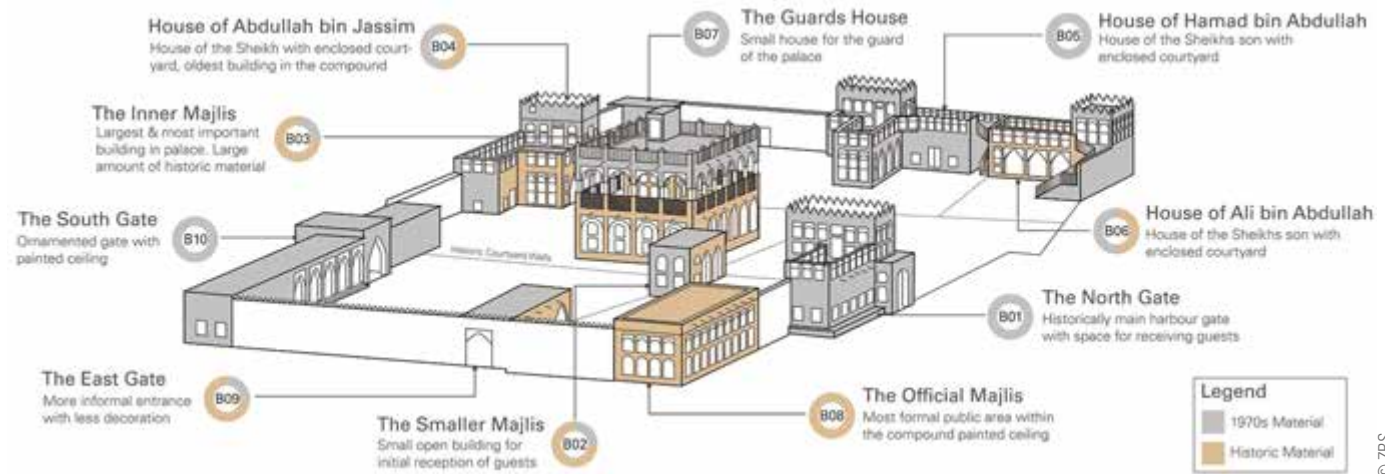 House of Abdullah bin Jassim
House of the Sheikh with enclosed court-
yard, oldest building in the compound
B04
B07
The Guards House
Small house for the guard
of the palace
B05
House of Hamad bin Abdullah
House of the Sheikhs son with
enclosed courtyard
The Inner Majlis
Largest & most important
building in palace. Large
amount of historic material
B03
The South Gate
Ornamented gate with
painted ceiling
B10
Historic Courtyard Walls
B06
House of Ali bin Abdullah
House of the Sheikhs son with
enclosed courtyard
B01
The North Gate
Historically main harbour gate
with space for receiving guests
The East Gate
More informal entrance
with less decoration
B09
The Smaller Majlis
Small open building for
initial reception of guests
B02
B08
The Official Majlis
Most formal public area within
the compound painted ceiling
Legend
1970s Material
Historic Material